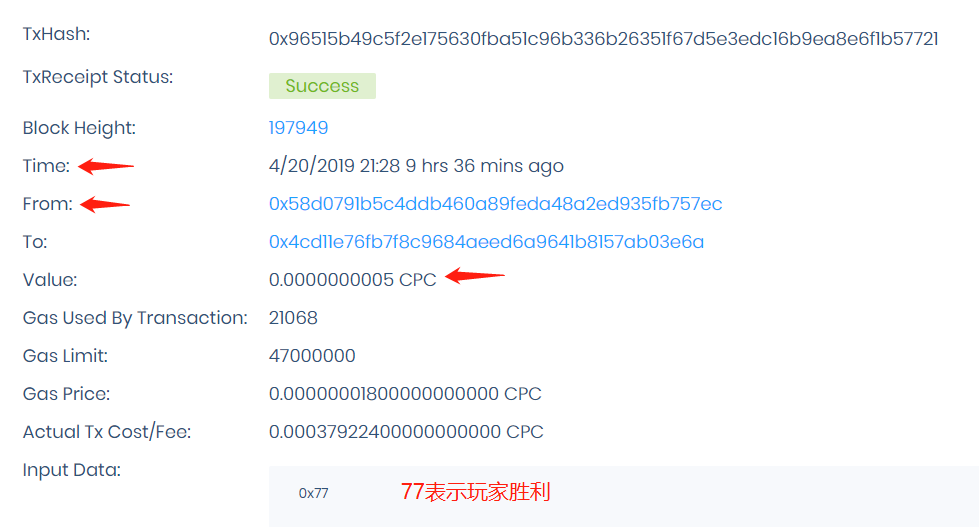 TxHash: 0x96515b49c5f2e175630fba51c96b336b26351f67d5e3edc16b9ea8e6f1b57721
TxReceipt Status: Success
Block Height: 197949
Time: 4/20/2019 21:28 9 hrs 36 mins ago
From: 0x58d0791b5c4ddb460a89feda48a2ed935fb757ec
To: 0x4cd11e76fb7f8c9684aeed6a9641b8157ab03e6a
Value: 0.0000000005 CPC
Gas Used By Transaction: 21068
Gas Limit: 47000000
Gas Price: 0.00000001800000000000 CPC
Actual Tx Cost/Fee: 0.00037922400000000000 CPC
Input Data:
0x77 77表示玩家胜利